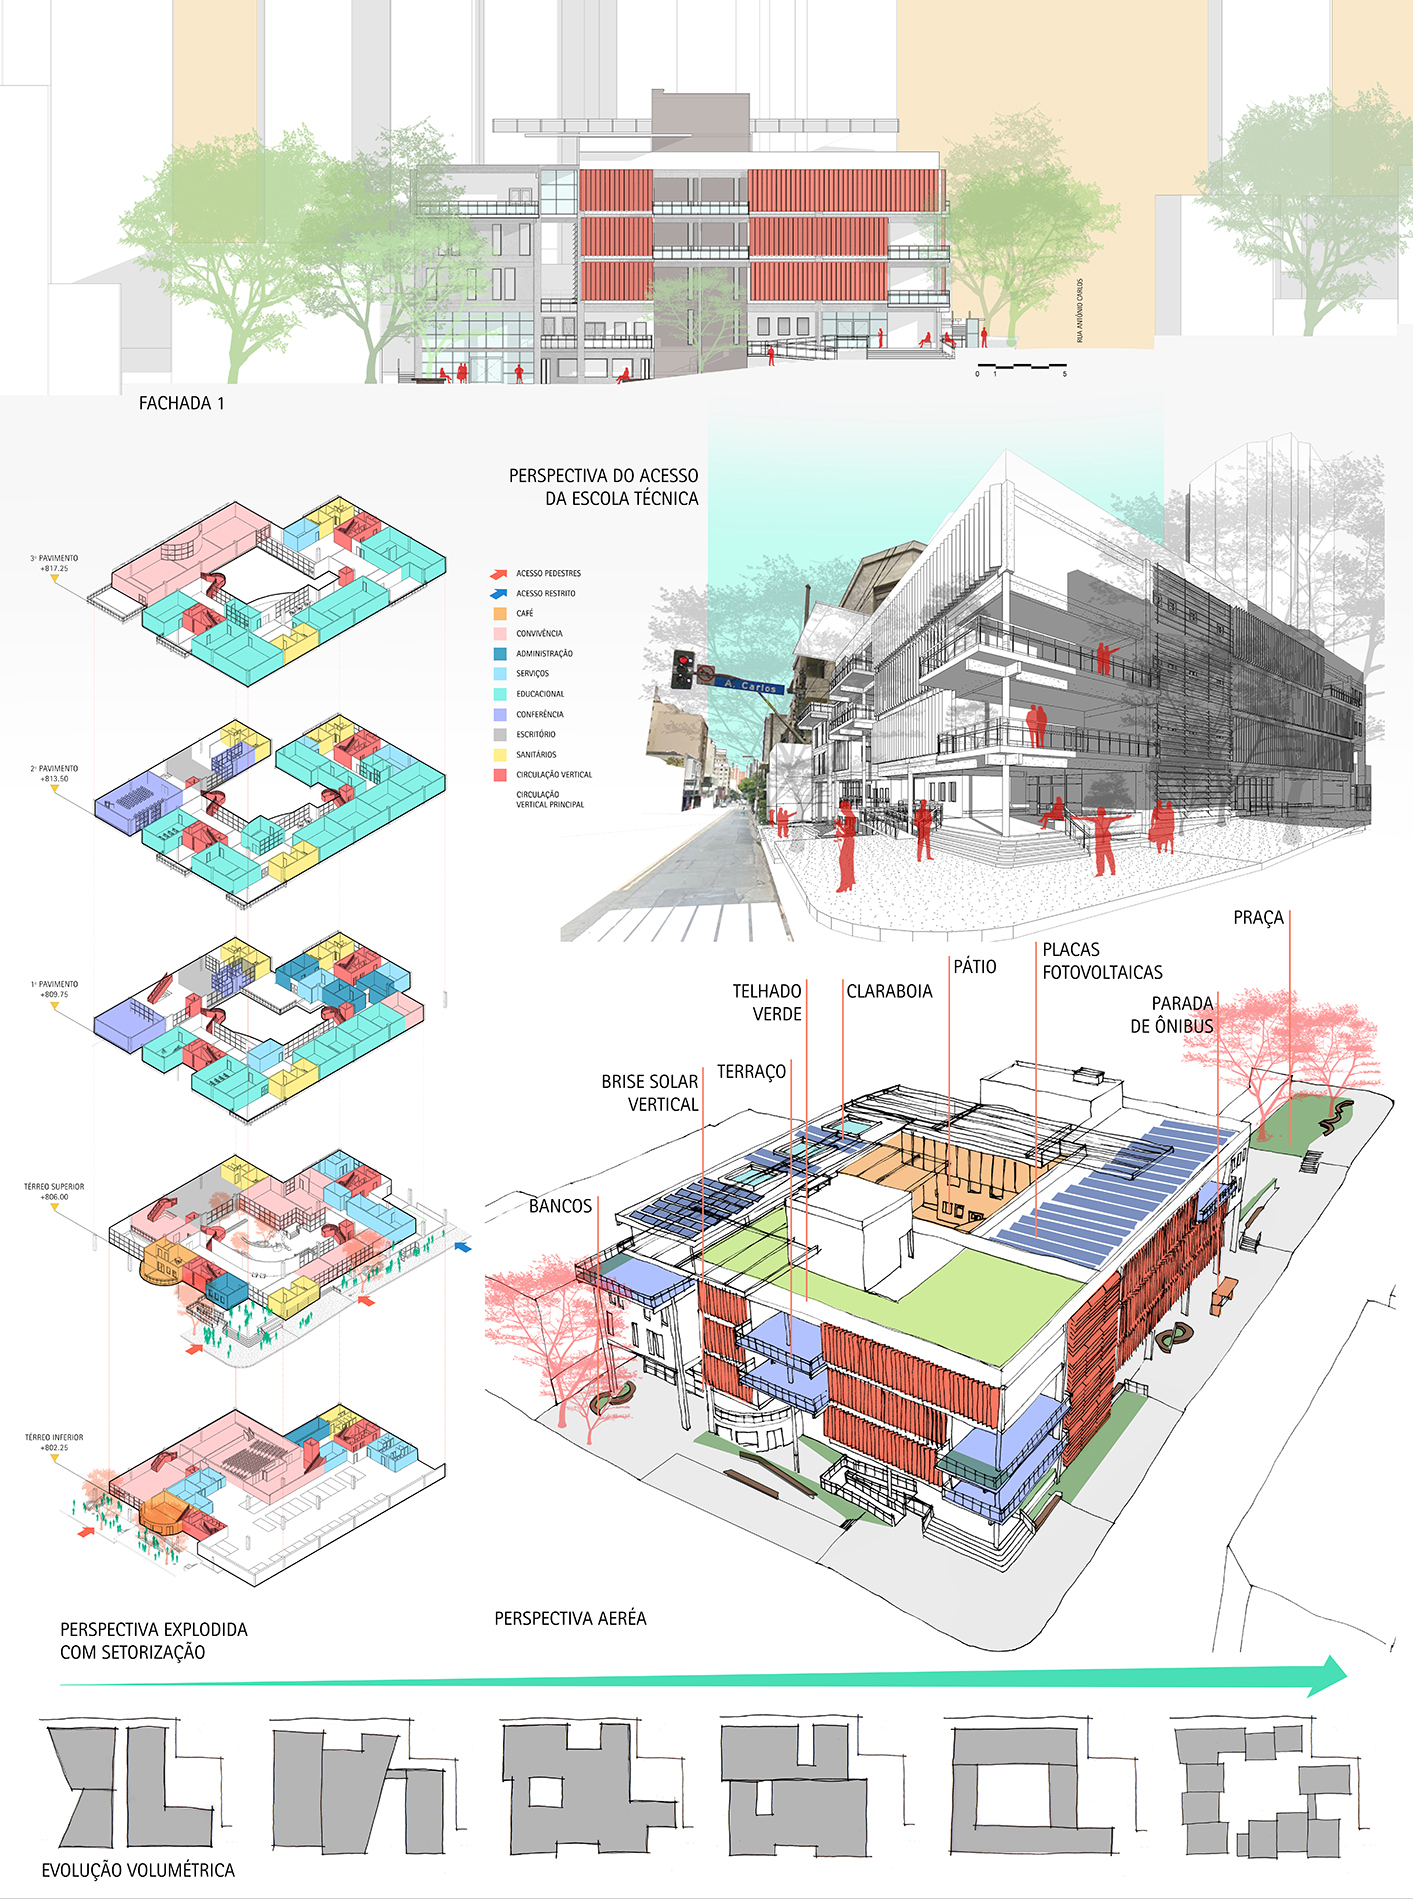 RUA ANTÔNIO CARLOS
0 1 5
FACHADA 1
PERSPECTIVA DO ACESSO
DA ESCOLA TÉCNICA
A. Carlos
3º PAVIMENTO
+817.25
2º PAVIMENTO
+813.50
1º PAVIMENTO
+809.75
TÉRREO SUPERIOR
+806.00
TÉRREO INFERIOR
+802.25
ACESSO PEDESTRES
ACESSO RESTRITO
CAFÉ
CONVIVÊNCIA
ADMINISTRAÇÃO
SERVIÇOS
EDUCACIONAL
CONFERÊNCIA
ESCRITÓRIO
SANITÁRIOS
CIRCULAÇÃO VERTICAL
CIRCULAÇÃO
VERTICAL PRINCIPAL
PRAÇA
PLACAS
FOTOVOLTAICAS
PÁTIO
CLARABOIA
TELHADO
VERDE
PARADA
DE ÔNIBUS
TERRAÇO
BRISE SOLAR
VERTICAL
BANCOS
PERSPECTIVA AERÉA
PERSPECTIVA EXPLODIDA
COM SETORIZAÇÃO
EVOLUÇÃO VOLUMÉTRICA